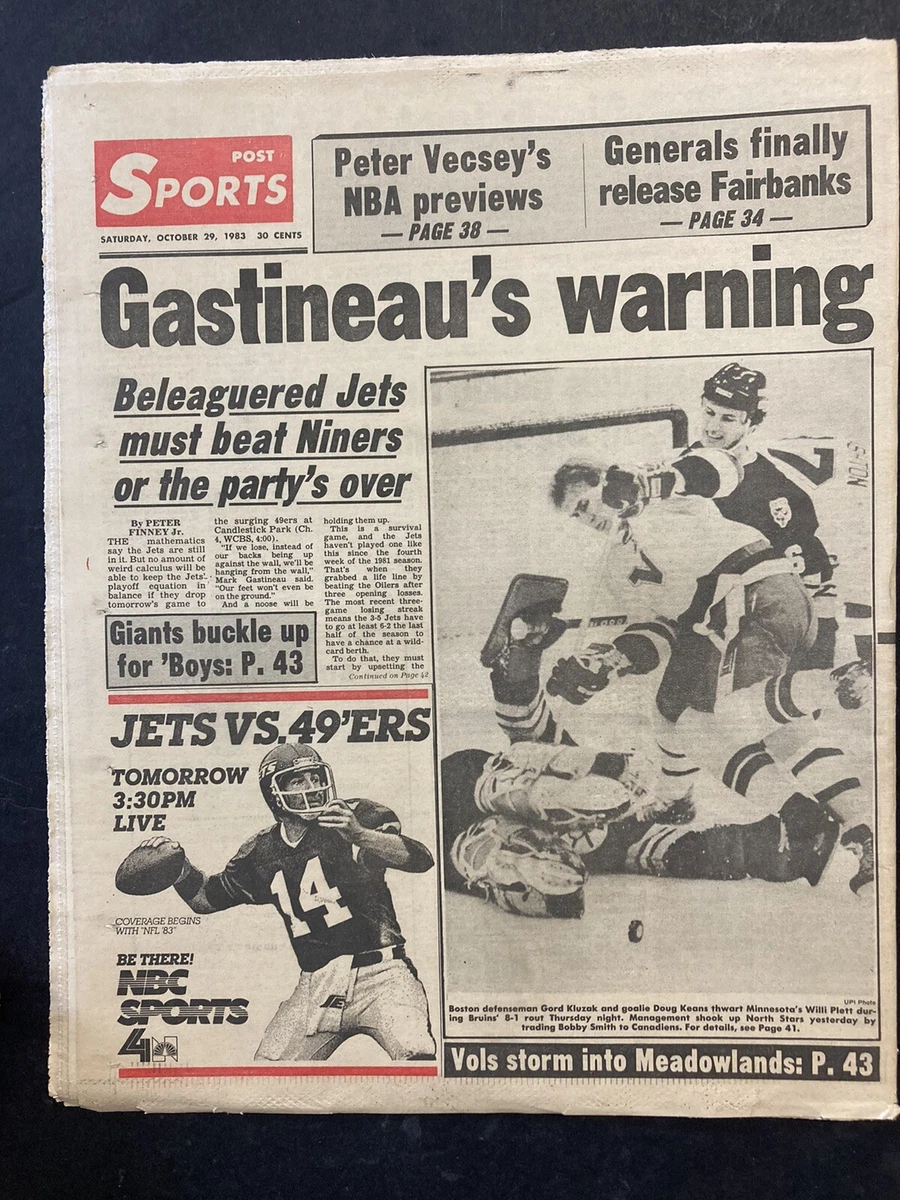 POST
SPORTS
SATURDAY, OCTOBER 29, 1983 30 CENTS
Peter Vecsey's
NBA previews
— PAGE 38 —
Generals finally
release Fairbanks
— PAGE 34 —
Gastineau's warning
Beleaguered Jets
must beat Niners
or the party's over
By PETER
FINNEY Jr.
THE mathematics
say the Jets are still
in it. But no amount of
weird calculus will be
able to keep the Jets'
playoff equation in
balance if they drop
tomorrow's game to
the surging 49ers at
Candlestick Park (Ch.
4, WCBS, 4:00).
"If we lose, instead of
our backs being up
against the wall, we'll be
hanging from the wall,"
Mark Gastineau said.
"Our feet won't even be
on the ground."
And a noose will be
holding them up.
This is a survival
game, and the Jets
haven't played one like
this since the fourth
week of the 1981 season.
That's when they
grabbed a life line by
beating the Oilers after
three opening losses.
The most recent three-
game losing streak
means the 3-5 Jets have
to go at least 6-2 the last
half of the season to
have a chance at a wild-
card berth.
To do that, they must
start by upsetting the
Continued on Page 42
Giants buckle up
for 'Boys: P. 43
JETS VS. 49'ERS
TOMORROW
3:30PM
LIVE
14
COVERAGE BEGINS
WITH "NFL '83"
BE THERE!
NBC
SPORTS
4
UPI Photo
Boston defenseman Gord Kluzak and goalie Doug Keans thwart Minnesota's Willi Plett dur-
ing Bruins' 8-1 rout Thursday night. Management shook up North Stars yesterday by
trading Bobby Smith to Canadiens. For details, see Page 41.
Vols storm into Meadowlands: P. 43